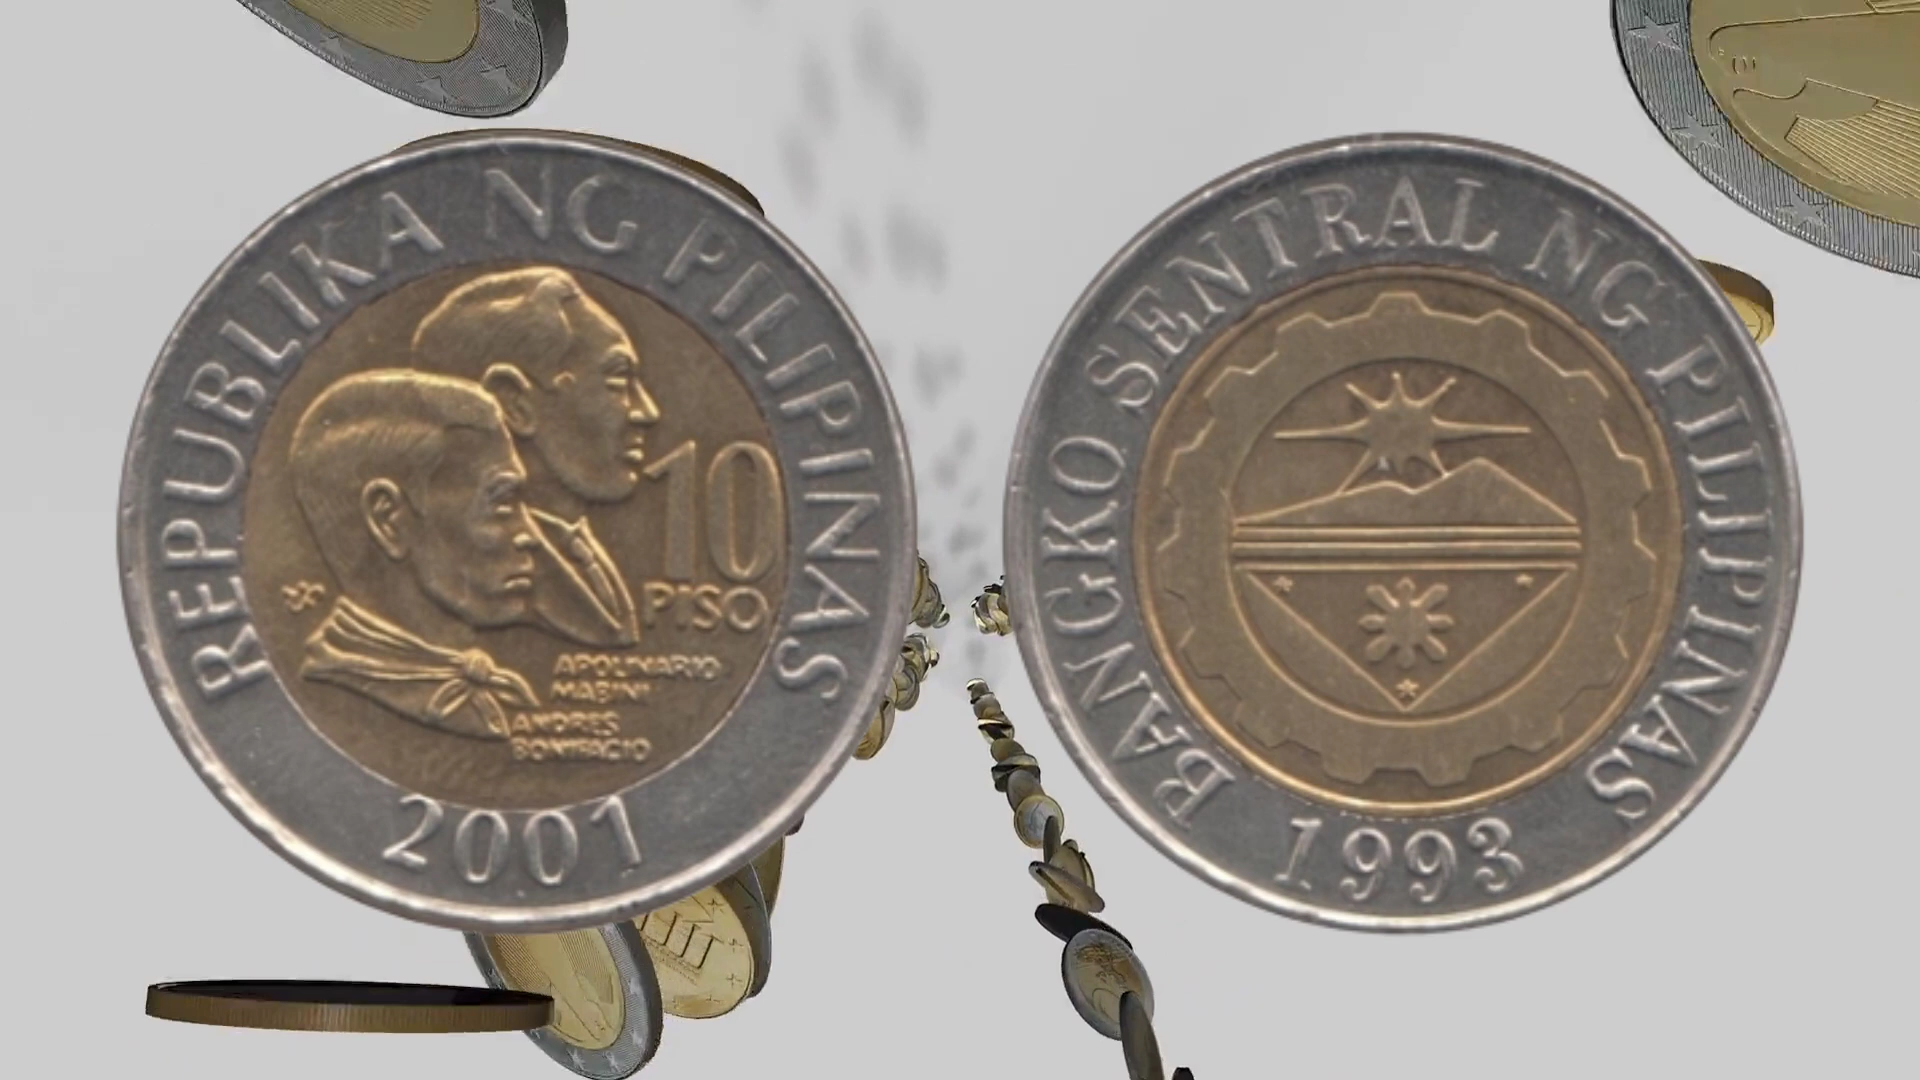 REPUBLIKA NG PILIPINAS
10
PISO
APOLINARIO
MABINI
ANDRES
BONIFACIO
2001
BANGKO SENTRAL NG PILIPINAS
1993